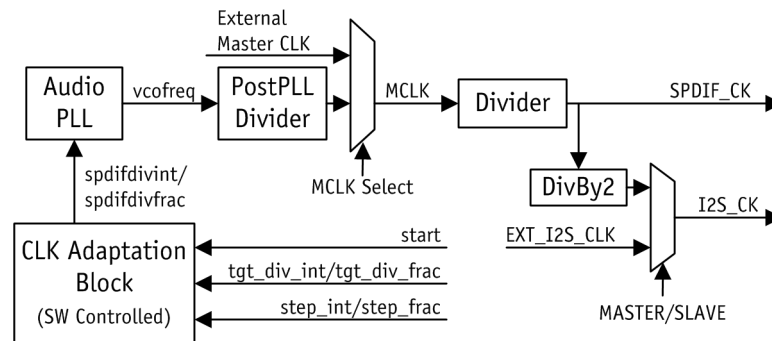 External
Master CLK
Audio
PLL
vcofreq
PostPLL
Divider
MCLK
Divider
SPDIF_CK
MCLK Select
spdifdivint/
spdifdivfrac
DivBy2
I2S_CK
EXT_I2S_CLK
CLK Adaptation
Block
(SW Controlled)
start
tgt_div_int/tgt_div_frac
step_int/step_frac
MASTER/SLAVE